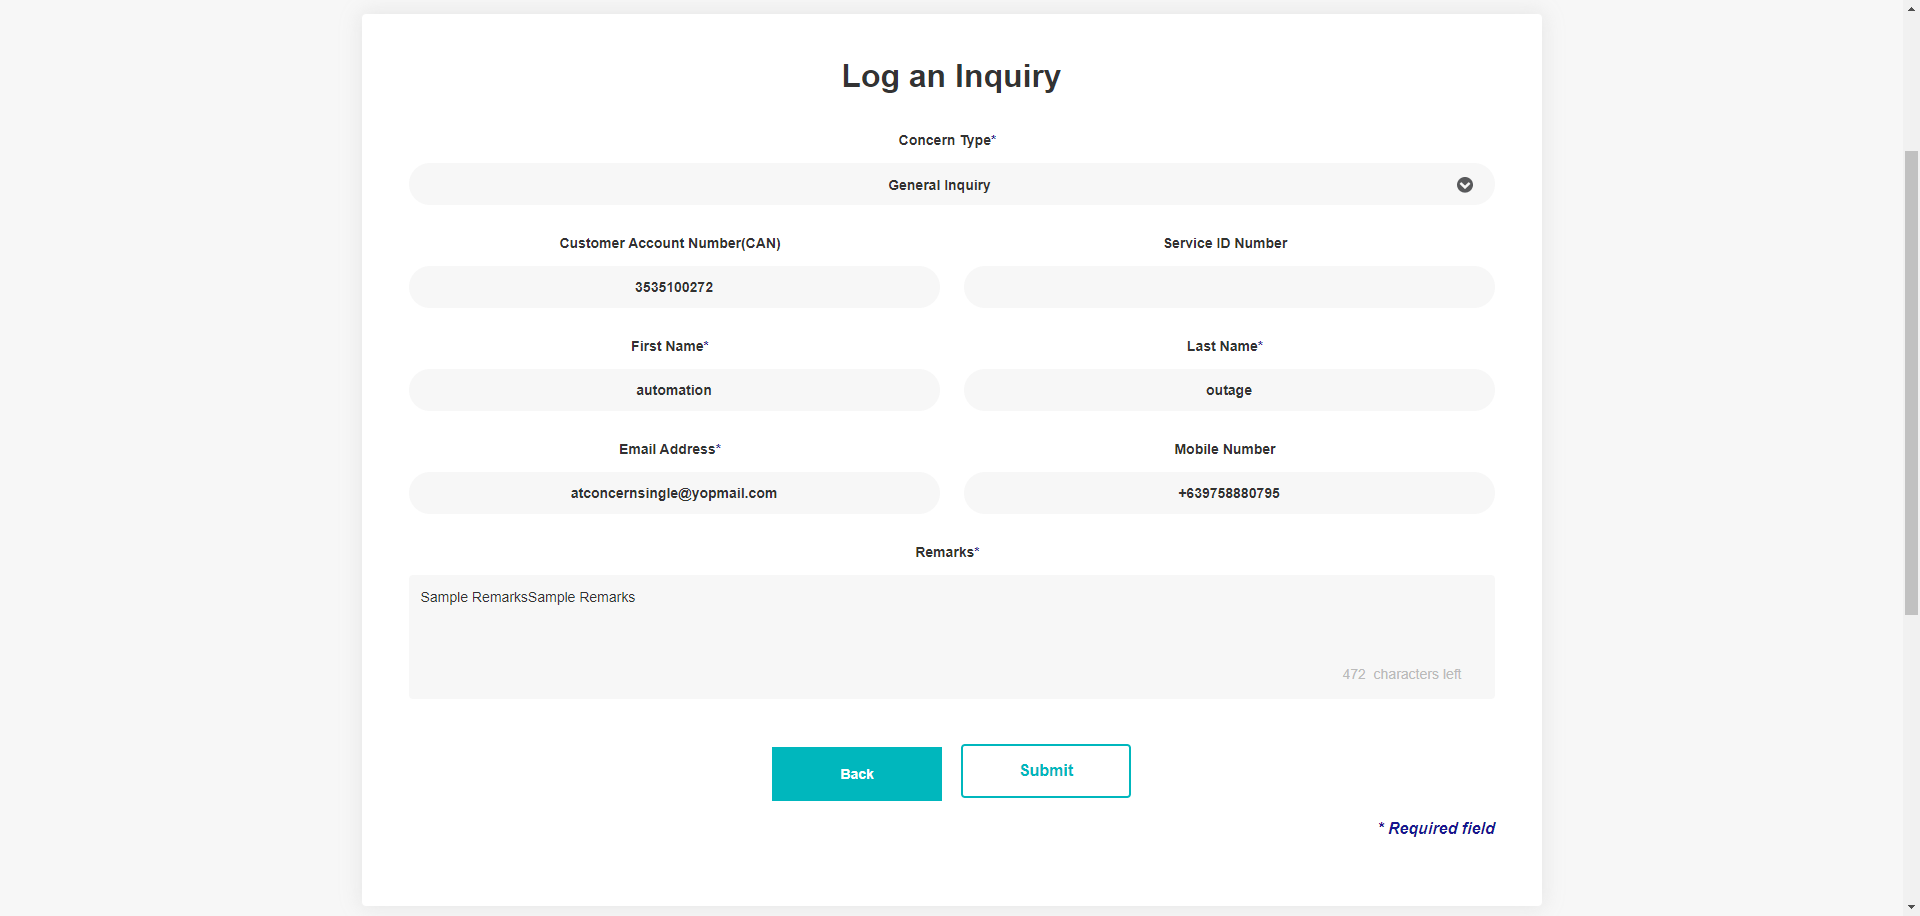 Log an Inquiry
Concern Type*
General Inquiry
Customer Account Number(CAN)
Service ID Number
3535100272
First Name*
Last Name*
automation
outage
Email Address*
Mobile Number
atconcernsingle@yopmail.com
+639758880795
Remarks*
Sample RemarksSample Remarks
472 characters left
Back
Submit
* Required field